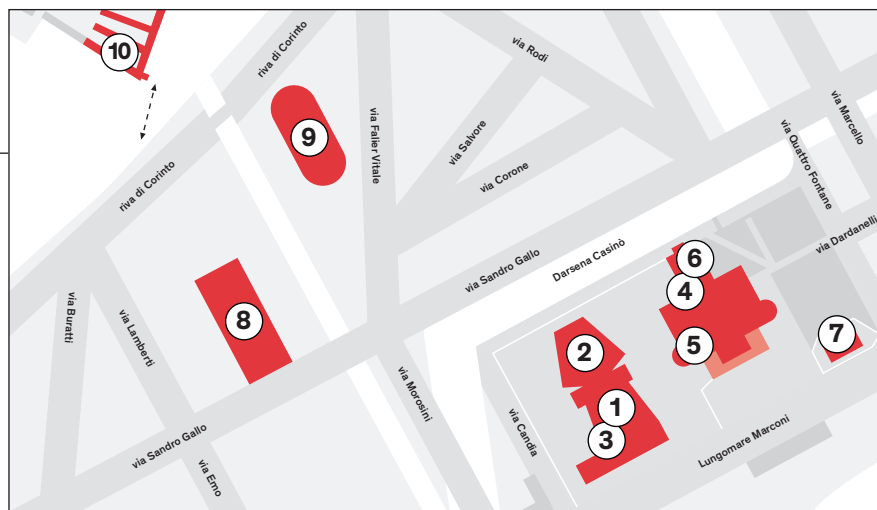 10
riva di Corinto
via Rodi
9
via Falier Vitale
via Salvore
via Marcello
via Quattro Fontane
via Corone
riva di Corinto
via Dardanelli
Darsena Casinò
via Sandro Gallo
6
4
8
via Buratti
via Lamberti
2
5
7
via Morosini
1
via Candia
3
Lungomare Marconi
via Sandro Gallo
via Emo